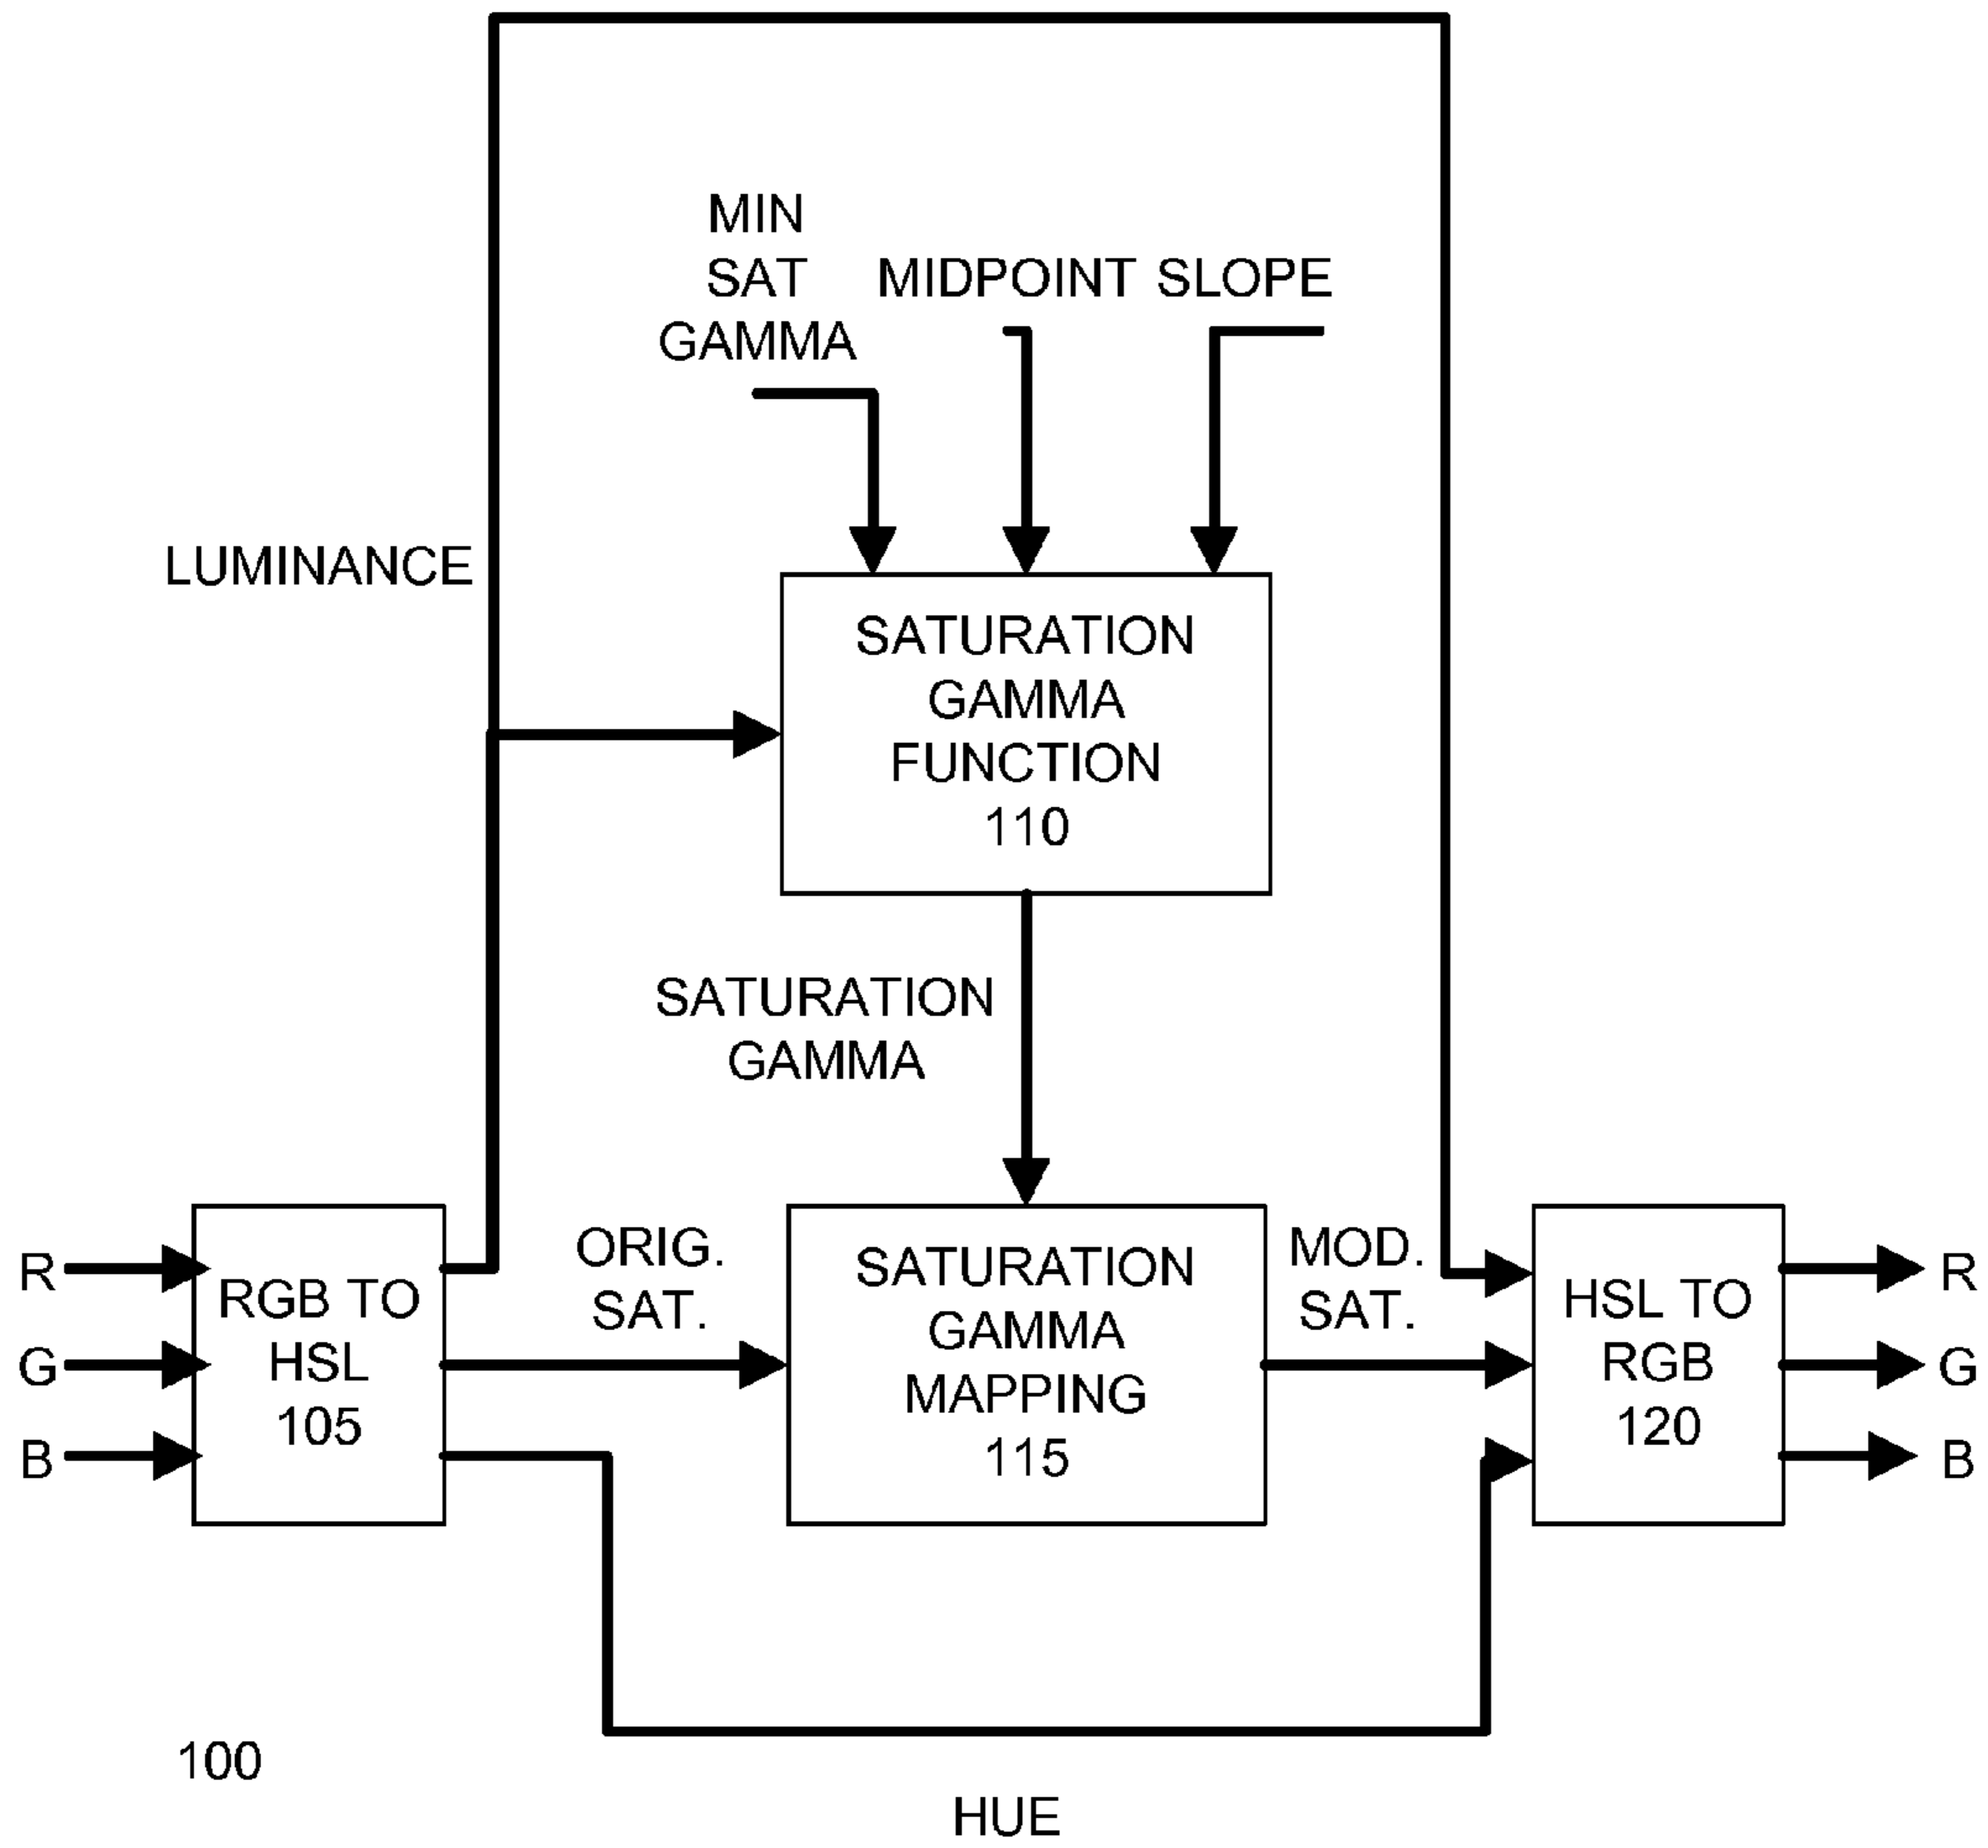 MIN
SAT
GAMMA
MIDPOINT
SLOPE
LUMINANCE
SATURATION
GAMMA
FUNCTION
110
SATURATION
GAMMA
R
G
B
RGB TO
HSL
105
ORIG.
SAT.
SATURATION
GAMMA
MAPPING
115
MOD.
SAT.
HSL TO
RGB
120
R
G
B
100
HUE